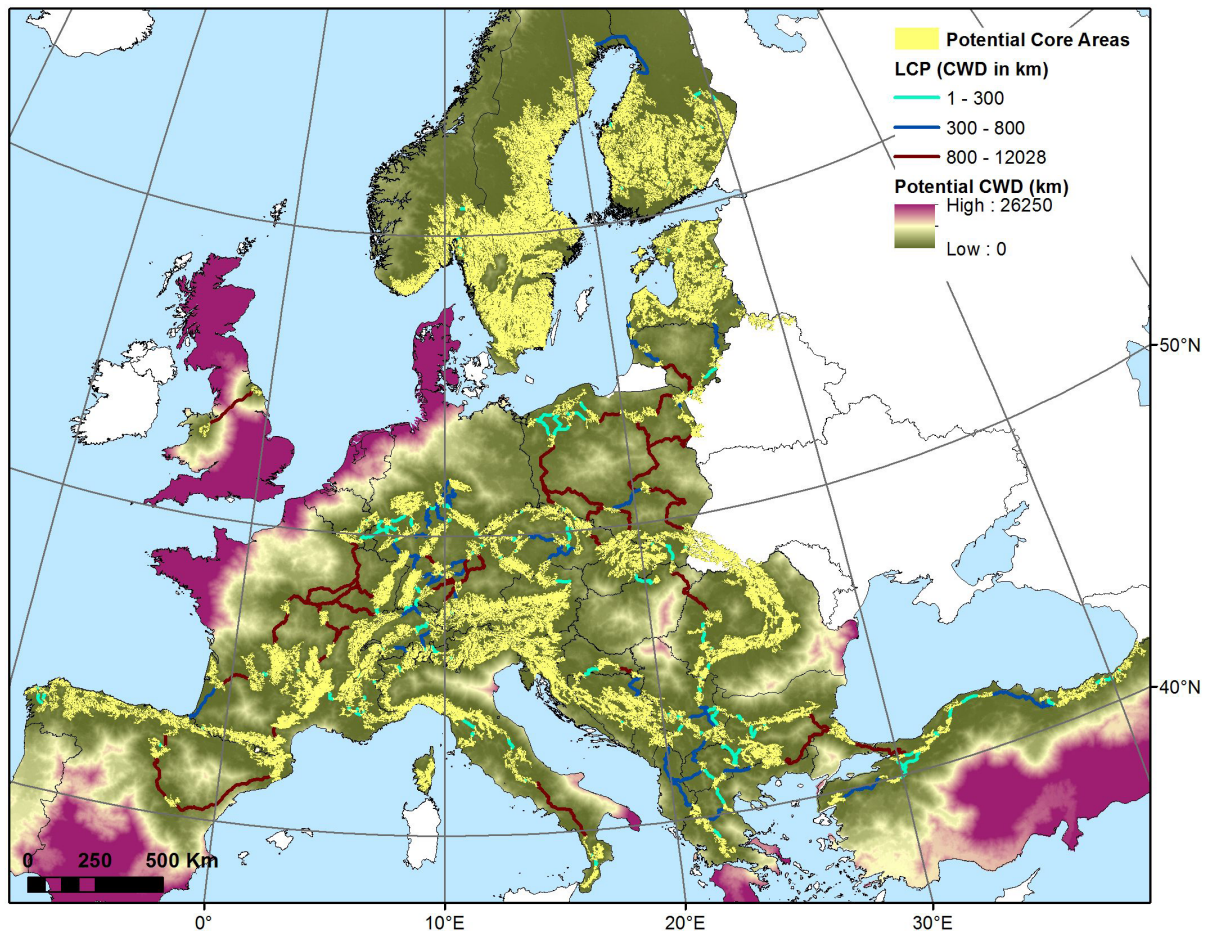 Potential Core Areas
LCP (CWD in km)
1 - 300
300 - 800
800 - 12028
Potential CWD (km)
High : 26250
Low : 0
50°N
40°N
0 250 500 Km
0° 10°E 20°E 30°E